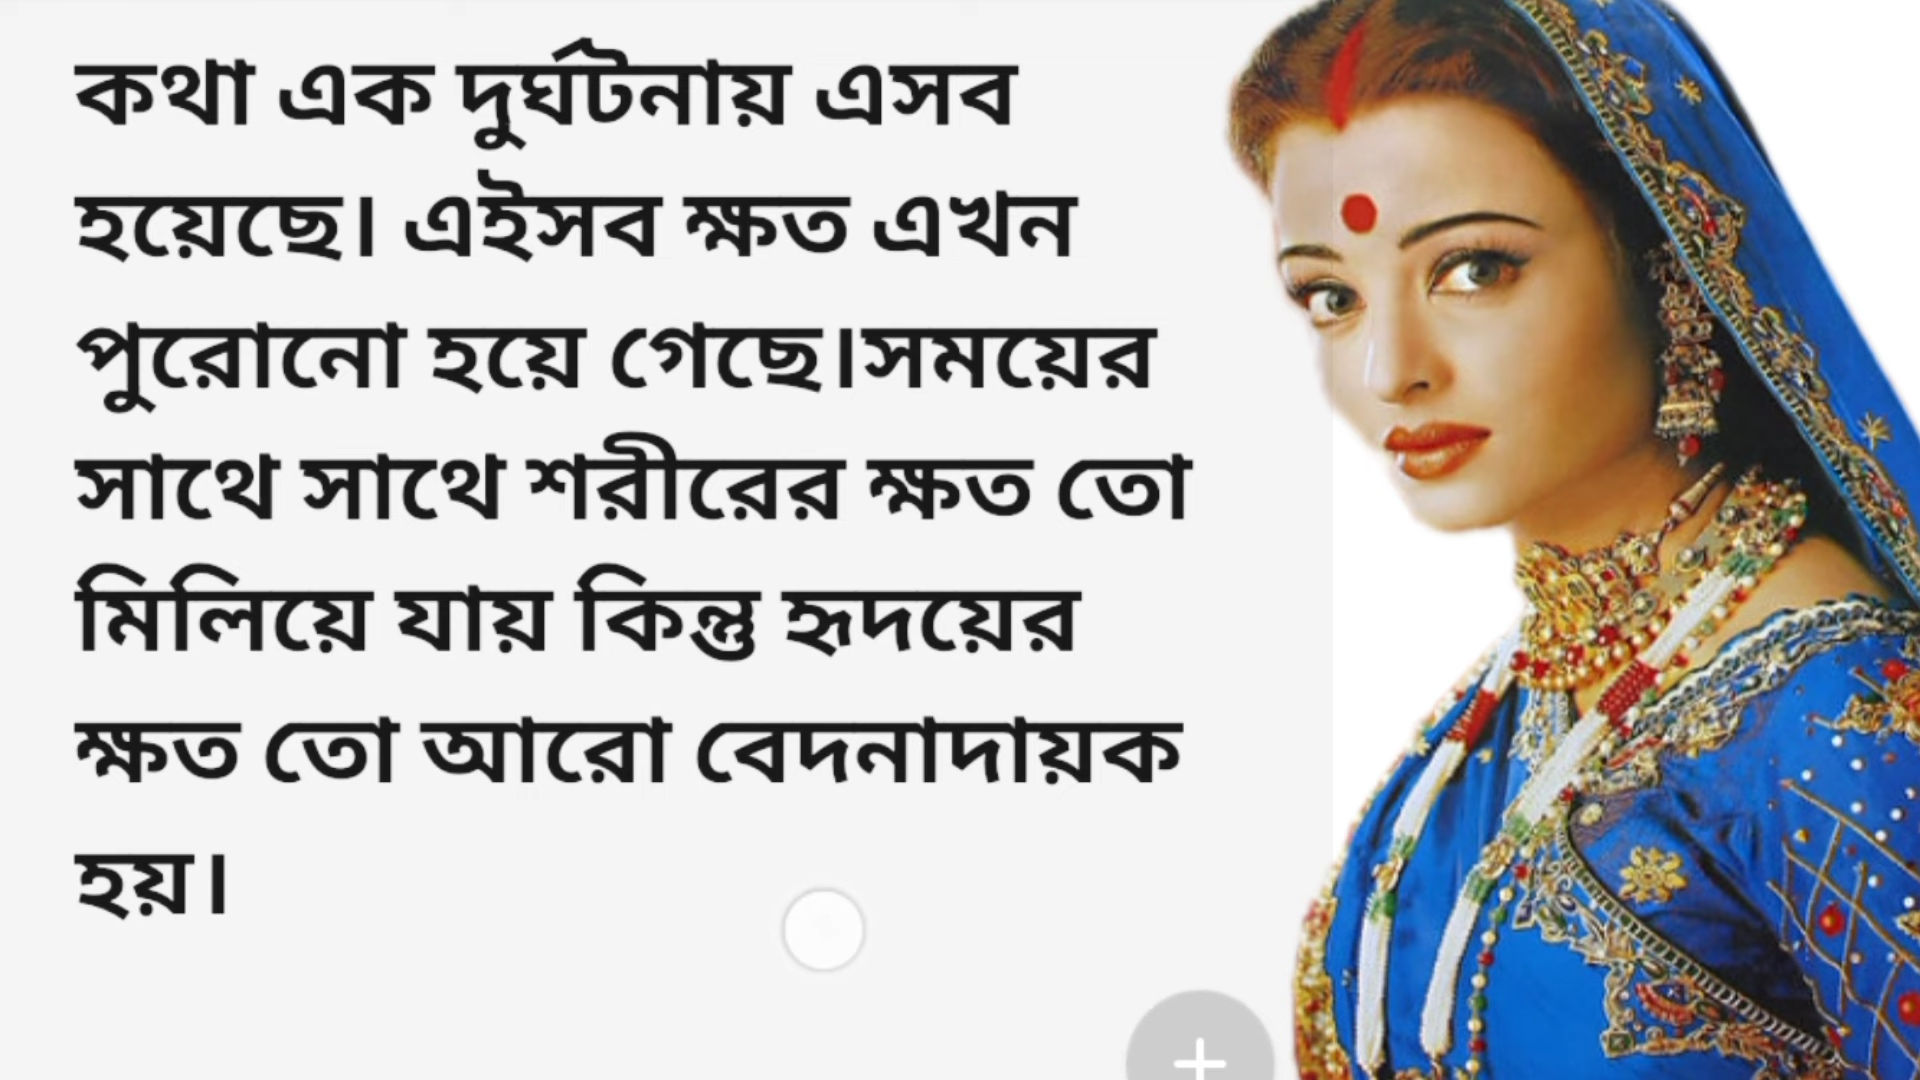 কথা এক দুর্ঘটনায় এসব
হয়েছে। এইসব ক্ষত এখন
পুরোনো হয়ে গেছে।সময়ের
সাথে সাথে শরীরের ক্ষত তো
মিলিয়ে যায় কিন্তু হৃদয়ের
ক্ষত তো আরো বেদনাদায়ক
হয়।